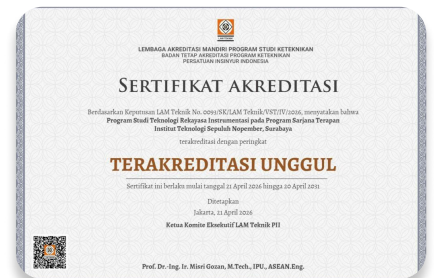 LEMBAGA AKREDITASI MANDIRI PROGRAM STUDI KETEKNIKAN
BADAN TETAP AKREDITASI PROGRAM KETEKNIKAN
PERSATUAN INSINYUR INDONESIA
SERTIFIKAT AKREDITASI
Berdasarkan Keputusan LAM Teknik No. 0093/SK/LAM Teknik/VST/IV/2026, menyatakan bahwa
Program Studi Teknologi Rekayasa Instrumentasi pada Program Sarjana Terapan
Institut Teknologi Sepuluh Nopember, Surabaya
terakreditasi dengan peringkat
TERAKREDITASI UNGGUL
Sertifikat ini berlaku mulai tanggal 21 April 2026 hingga 20 April 2031
Ditetapkan
Jakarta, 21 April 2026
Ketua Komite Eksekutif LAM Teknik PII
Prof. Dr.-Ing. Ir. Misri Gozan, M.Tech., IPU., ASEAN.Eng.